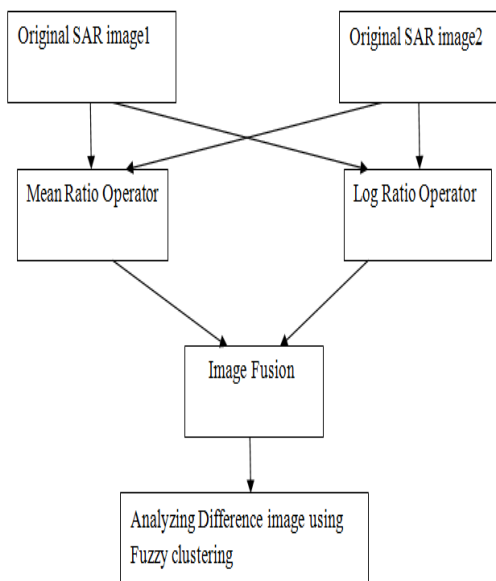 Original SAR image1
Original SAR image2
Mean Ratio Operator
Log Ratio Operator
Image Fusion
Analyzing Difference image using
Fuzzy clustering